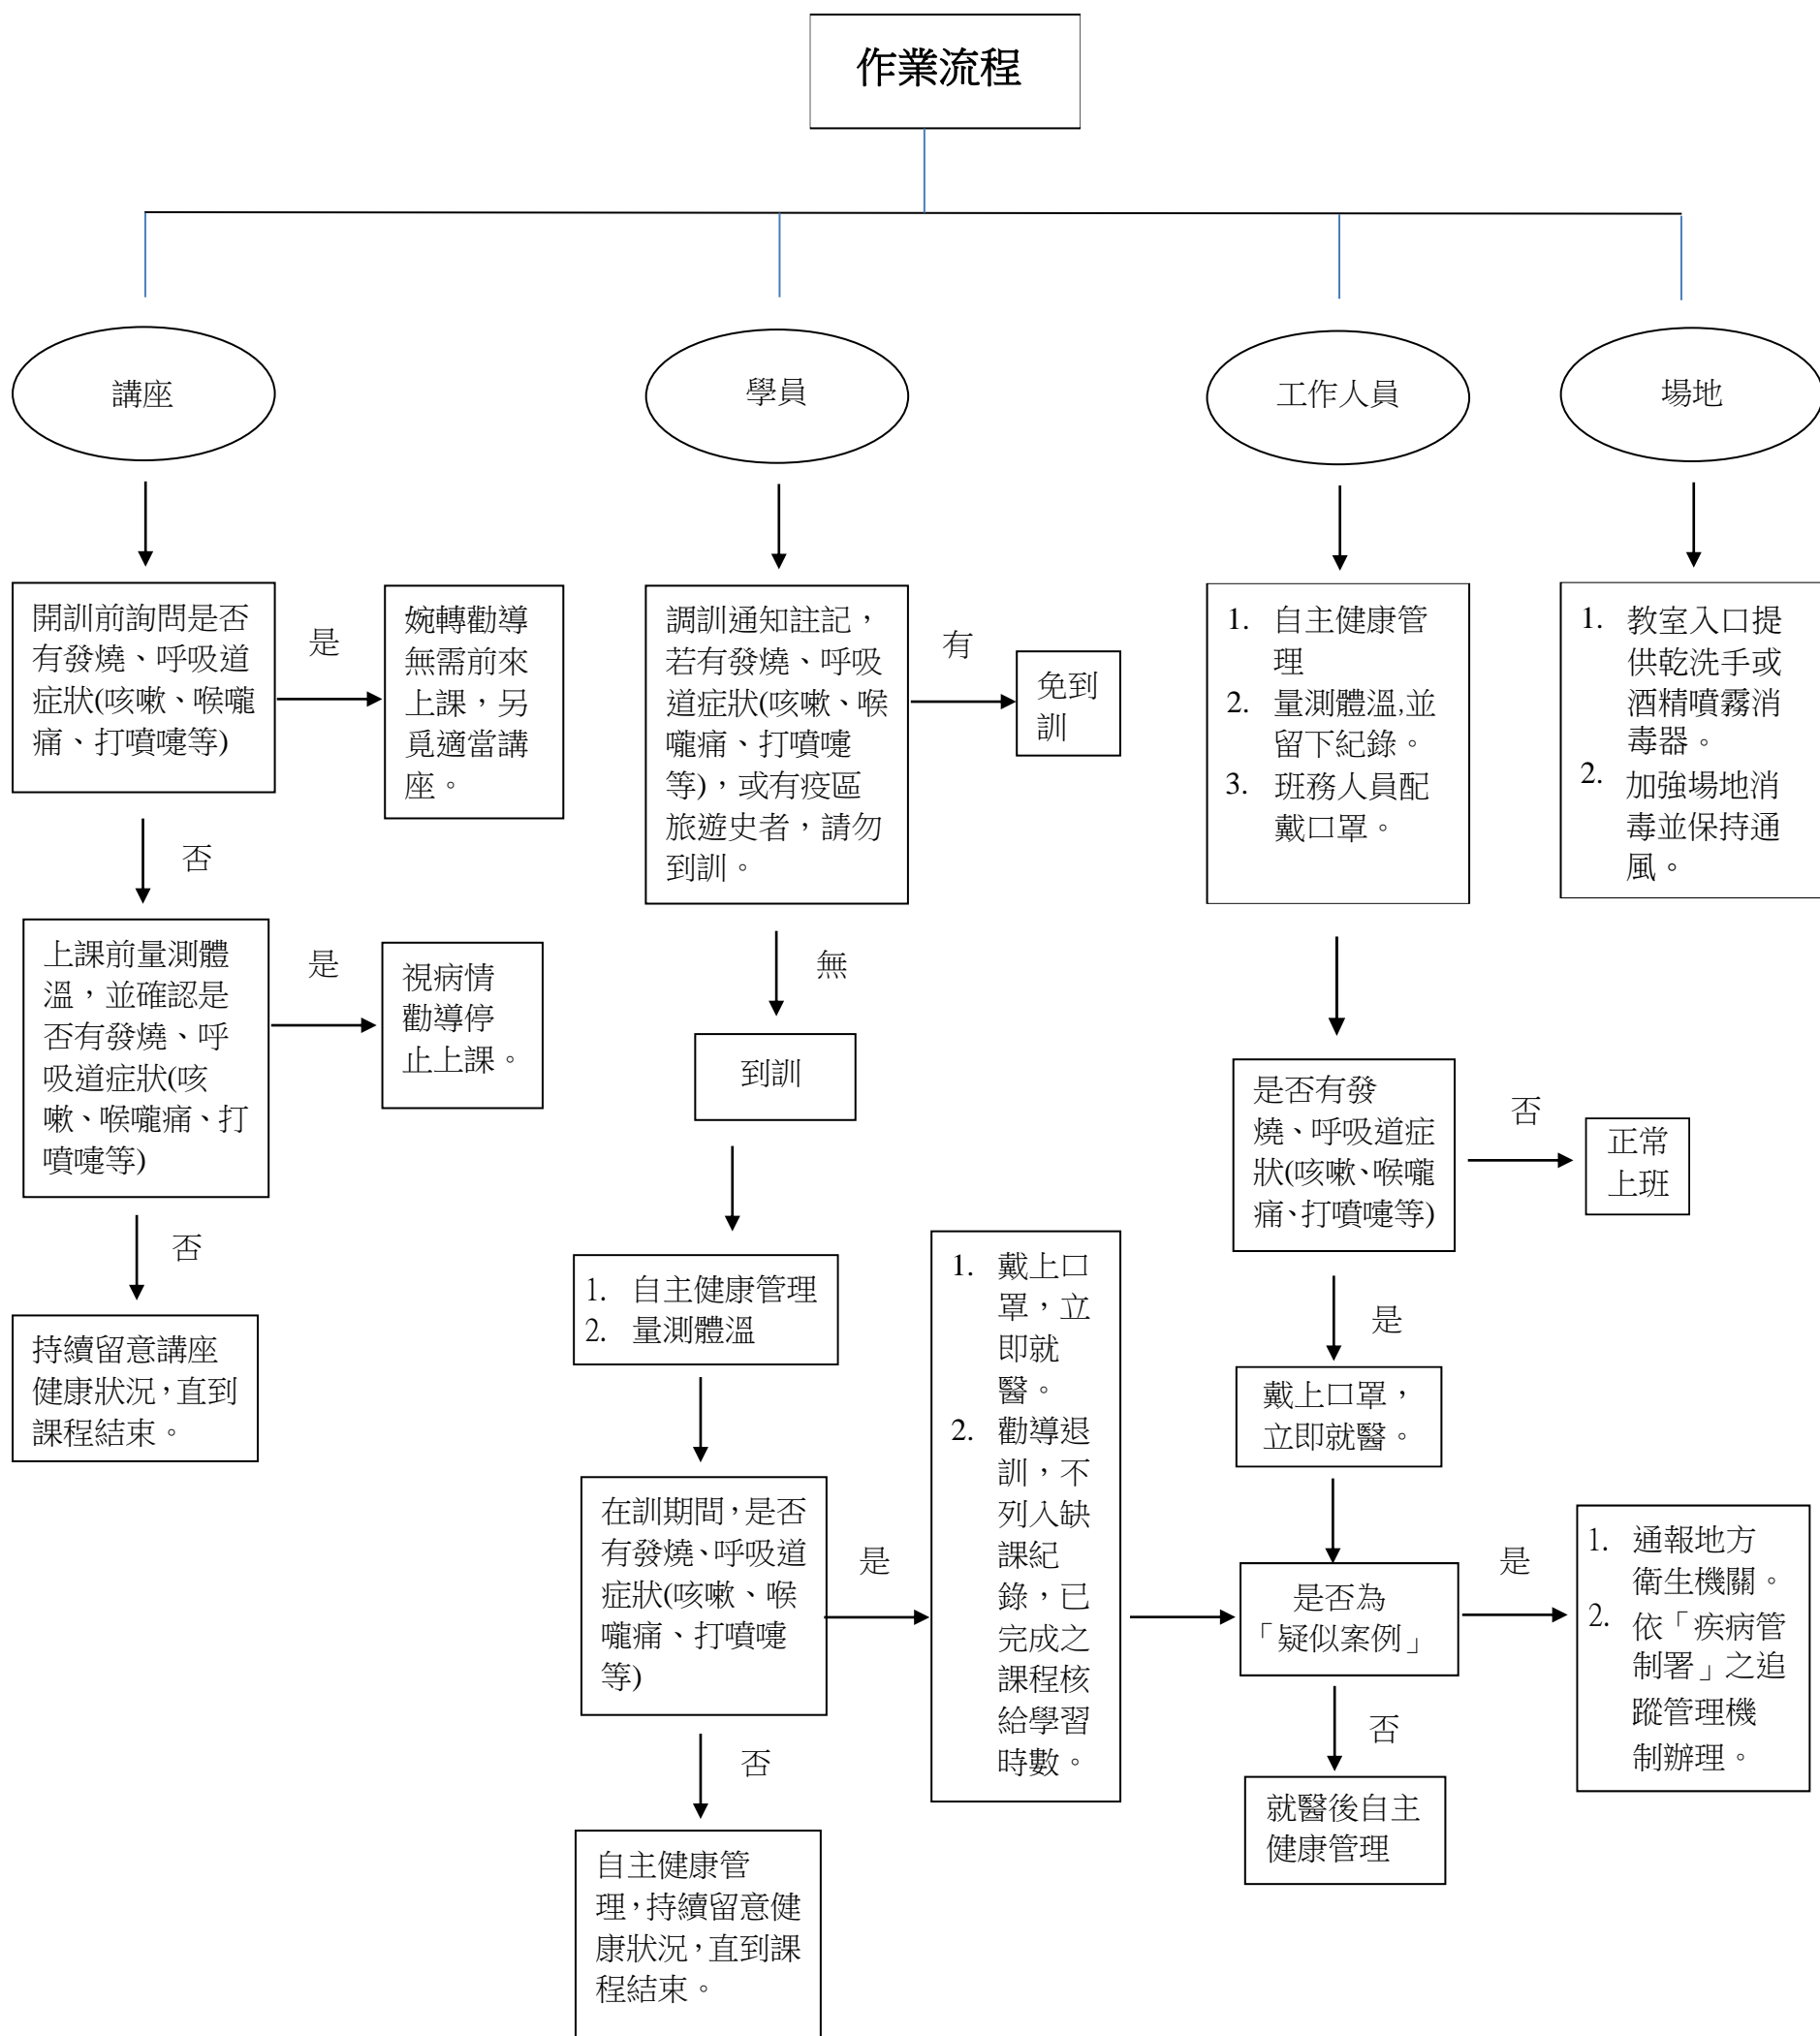 作業流程
講座
學員
工作人員
場地
開訓前詢問是否
有發燒、呼吸道
症狀(咳嗽、喉嚨
痛、打噴嚏等)
是
婉轉勸導
無需前來
上課，另
覓適當講
座。
否
上課前量測體
溫，並確認是
否有發燒、呼
吸道症狀(咳
嗽、喉嚨痛、打
噴嚏等)
是
視病情
勸導停
止上課。
否
持續留意講座
健康狀況，直到
課程結束。
調訓通知註記，
若有發燒、呼吸
道症狀(咳嗽、喉
嚨痛、打噴嚏
等)，或有疫區
旅遊史者，請勿
到訓。
有
免到
訓
無
到訓
1. 自主健康管理
2. 量測體溫
在訓期間，是否
有發燒、呼吸道
症狀(咳嗽、喉
嚨痛、打噴嚏
等)
是
1. 戴上口
罩，立
即就
醫。
2. 勸導退
訓，不
列入缺
課紀
錄，已
完成之
課程核
給學習
時數。
否
自主健康管
理，持續留意健
康狀況，直到課
程結束。
1. 自主健康管
理
2. 量測體溫,並
留下紀錄。
3. 班務人員配
戴口罩。
是否有發
燒、呼吸道症
狀(咳嗽、喉嚨
痛、打噴嚏等)
否
正常
上班
是
戴上口罩，
立即就醫。
是否為
「疑似案例」
是
1. 通報地方
衛生機關。
2. 依「疾病管
制署」之追
蹤管理機
制辦理。
否
就醫後自主
健康管理
1. 教室入口提
供乾洗手或
酒精噴霧消
毒器。
2. 加強場地消
毒並保持通
風。